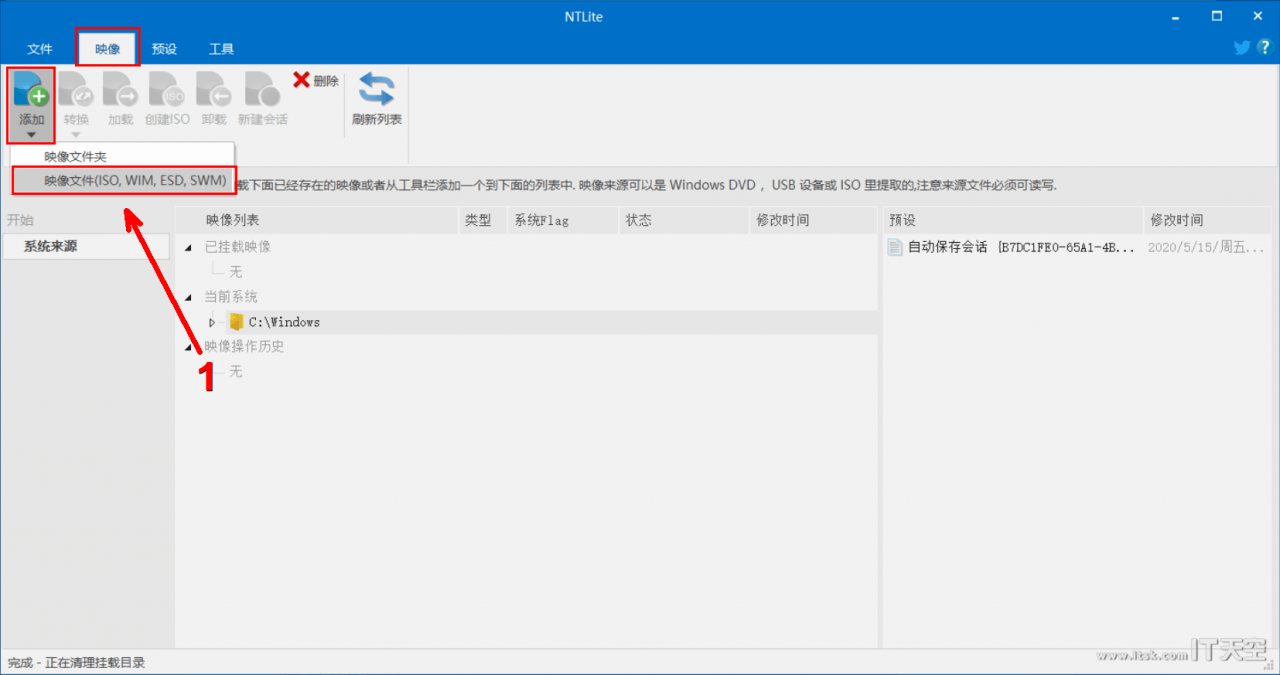 NTLite
文件 映像 预设 工具
添加 转换 加载 创建ISO 卸载 新建会话 删除 刷新列表
映像文件夹
映像文件(ISO, WIM, ESD, SWM)
载下面已经存在的映像或者从工具栏添加一个到下面的列表中. 映像来源可以是 Windows DVD , USB 设备或 ISO 里提取的,注意来源文件必须可读写.
开始 映像列表 类型 系统Flag 状态 修改时间 预设 修改时间
系统来源 已挂载映像 自动保存会话 {B7DC1FE0-65A1-4B... 2020/5/15/周五...
无
当前系统
C:\Windows
映像操作历史
无
1
完成 - 正在清理挂载目录
www.itsk.com IT天空